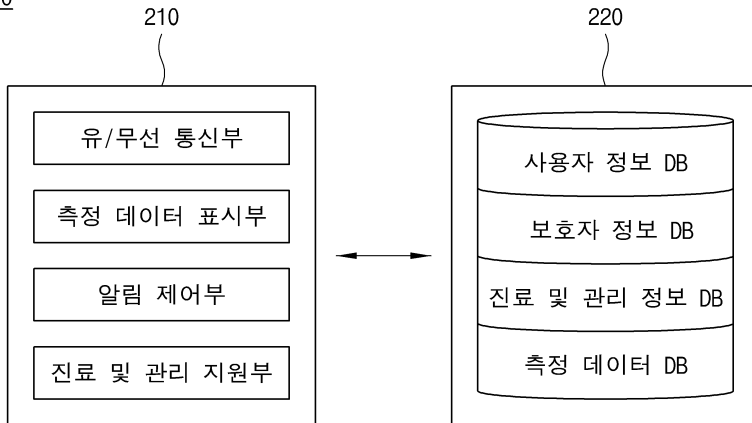 210
220
유/무선 통신부
측정 데이터 표시부
알림 제어부
진료 및 관리 지원부
사용자 정보 DB
보호자 정보 DB
진료 및 관리 정보 DB
측정 데이터 DB